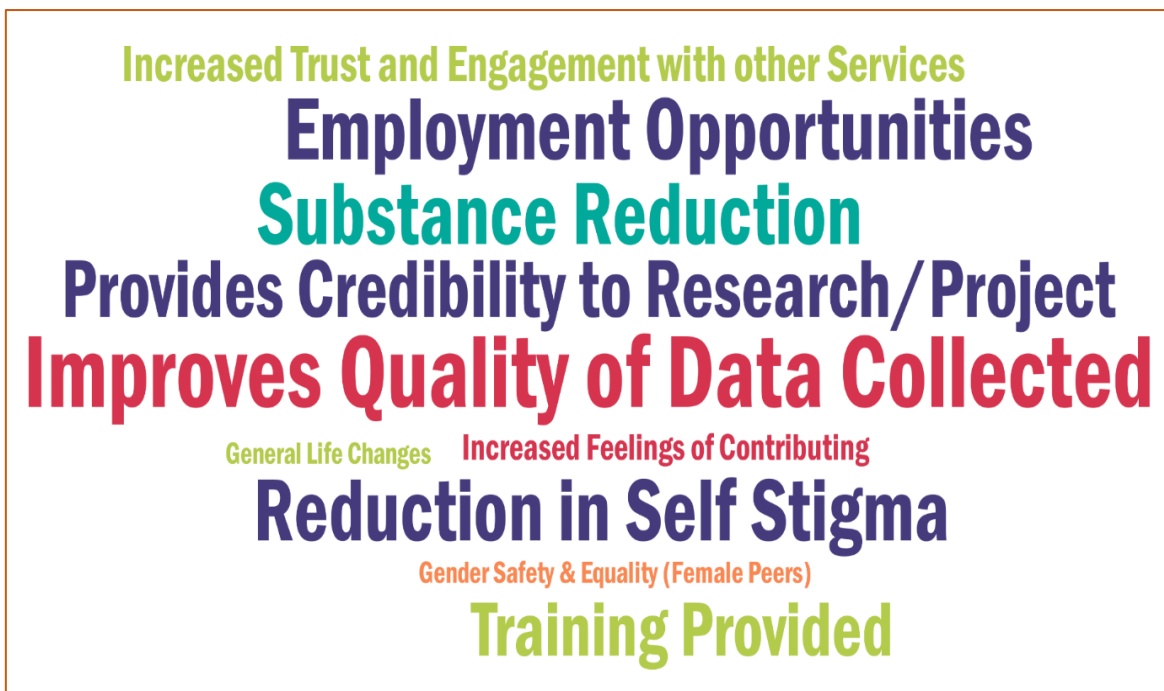 Increased Trust and Engagement with other Services
Employment Opportunities
Substance Reduction
Provides Credibility to Research/Project
Improves Quality of Data Collected
General Life Changes Increased Feelings of Contributing
Reduction in Self Stigma
Gender Safety & Equality (Female Peers)
Training Provided